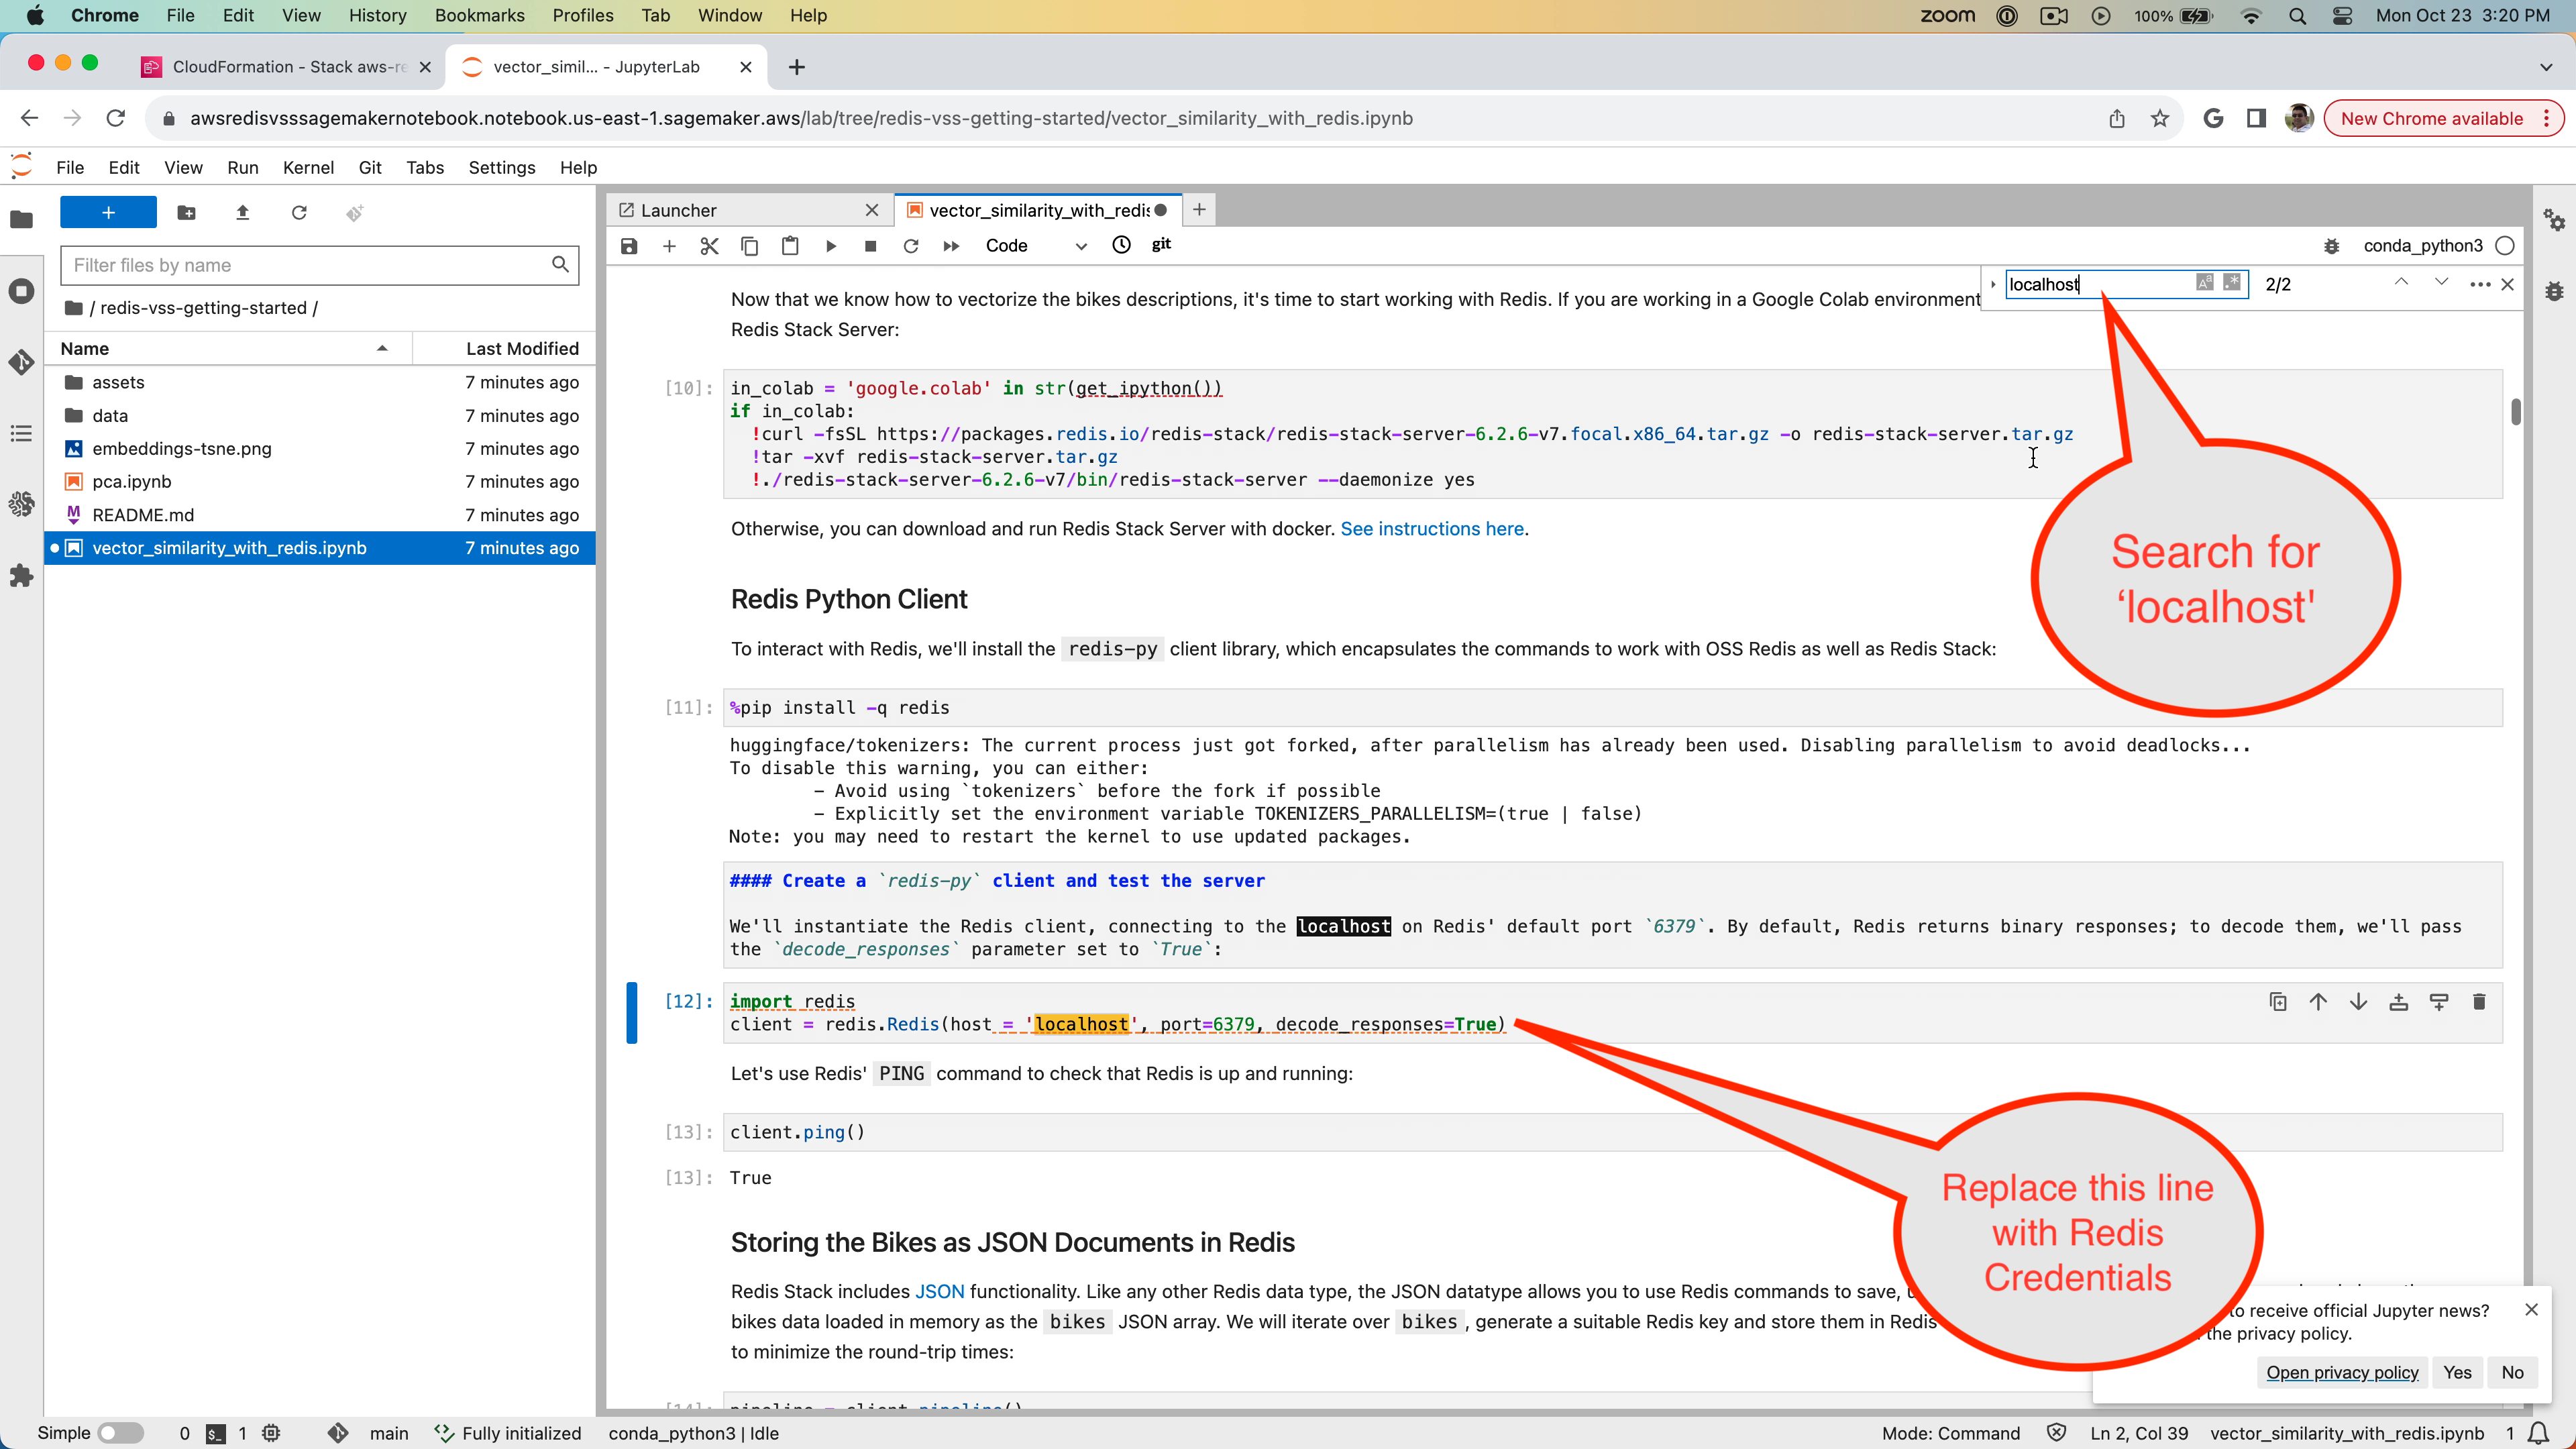 Chrome File Edit View History Bookmarks Profiles Tab Window Help
zoom 100% Mon Oct 23 3:20 PM
CloudFormation - Stack aws-re
vector_simil... - JupyterLab
awsredisvsssagemakernotebook.notebook.us-east-1.sagemaker.aws/lab/tree/redis-vss-getting-started/vector_similarity_with_redis.ipynb
New Chrome available
File Edit View Run Kernel Git Tabs Settings Help
Launcher
vector_similarity_with_redis
Filter files by name
/ redis-vss-getting-started /
Name Last Modified
assets 7 minutes ago
data 7 minutes ago
embeddings-tsne.png 7 minutes ago
pca.ipynb 7 minutes ago
README.md 7 minutes ago
vector_similarity_with_redis.ipynb 7 minutes ago
Code git conda_python3
localhost 2/2
Now that we know how to vectorize the bikes descriptions, it's time to start working with Redis. If you are working in a Google Colab environment
Redis Stack Server:
[10]: in_colab = 'google.colab' in str(get_ipython())
if in_colab:
!curl -fsSL https://packages.redis.io/redis-stack/redis-stack-server-6.2.6-v7.focal.x86_64.tar.gz -o redis-stack-server.tar.gz
!tar -xvf redis-stack-server.tar.gz
!./redis-stack-server-6.2.6-v7/bin/redis-stack-server --daemonize yes
Otherwise, you can download and run Redis Stack Server with docker. See instructions here.
Search for
‘localhost'
Redis Python Client
To interact with Redis, we'll install the redis-py client library, which encapsulates the commands to work with OSS Redis as well as Redis Stack:
[11]: %pip install -q redis
huggingface/tokenizers: The current process just got forked, after parallelism has already been used. Disabling parallelism to avoid deadlocks...
To disable this warning, you can either:
- Avoid using `tokenizers` before the fork if possible
- Explicitly set the environment variable TOKENIZERS_PARALLELISM=(true | false)
Note: you may need to restart the kernel to use updated packages.
#### Create a `redis-py` client and test the server
We'll instantiate the Redis client, connecting to the localhost on Redis' default port `6379`. By default, Redis returns binary responses; to decode them, we'll pass
the `decode_responses` parameter set to `True`:
[12]: import redis
client = redis.Redis(host = 'localhost', port=6379, decode_responses=True)
Let's use Redis' PING command to check that Redis is up and running:
[13]: client.ping()
[13]: True
Replace this line
with Redis
Credentials
Storing the Bikes as JSON Documents in Redis
Redis Stack includes JSON functionality. Like any other Redis data type, the JSON datatype allows you to use Redis commands to save,
bikes data loaded in memory as the bikes JSON array. We will iterate over bikes, generate a suitable Redis key and store them in Redis
to minimize the round-trip times:
[14]: pipeline = client.pipeline()
to receive official Jupyter news?
the privacy policy.
Open privacy policy Yes No
Simple 0 1 main Fully initialized conda_python3 | Idle
Mode: Command Ln 2, Col 39 vector_similarity_with_redis.ipynb 1